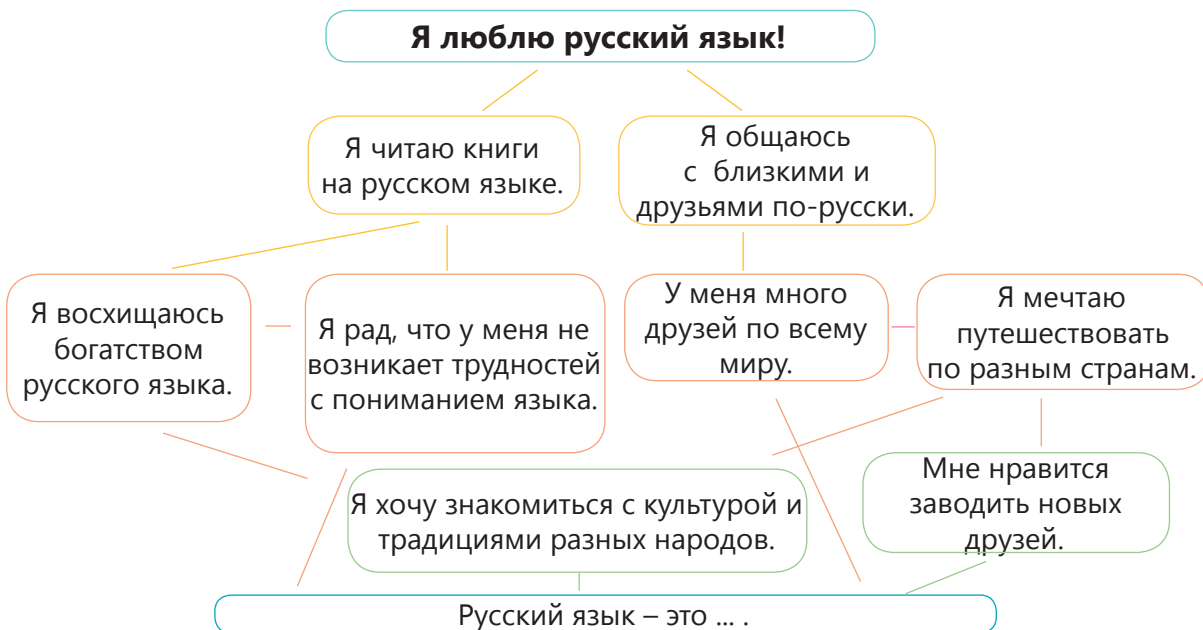 Я люблю русский язык!
Я читаю книги
на русском языке.
Я общаюсь
с близкими и
друзьями по-русски.
Я восхищаюсь
богатством
русского языка.
Я рад, что у меня не
возникает трудностей
с пониманием языка.
У меня много
друзей по всему
миру.
Я мечтаю
путешествовать
по разным странам.
Я хочу знакомиться с культурой и
традициями разных народов.
Мне нравится
заводить новых
друзей.
Русский язык – это ... .